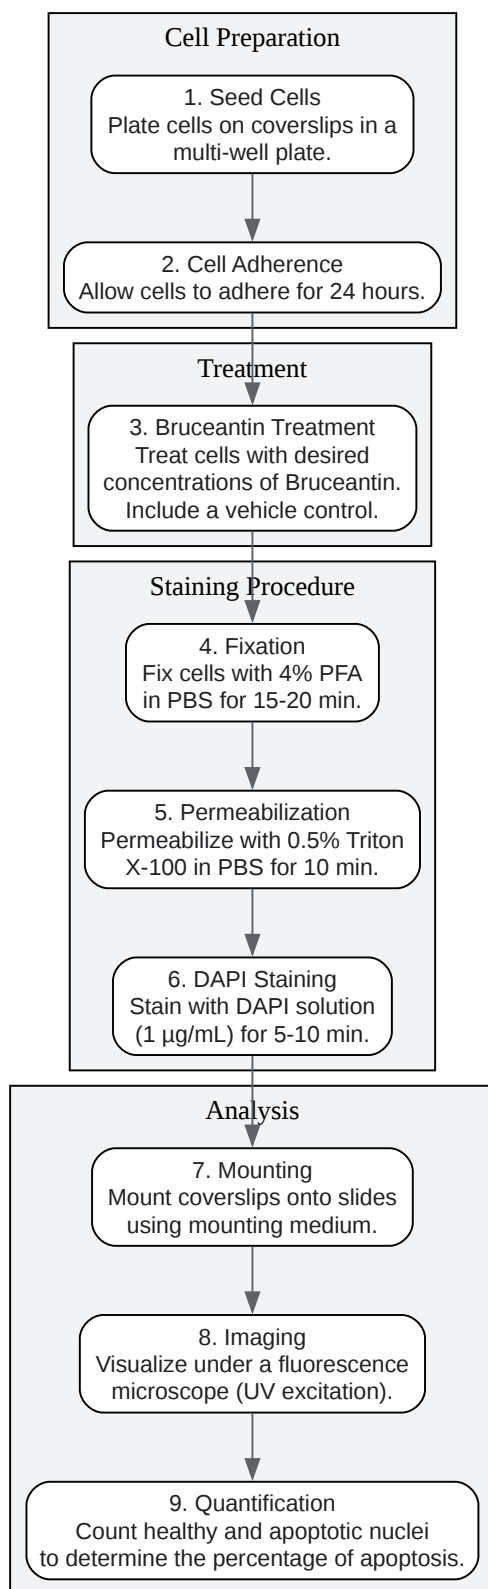 Cell Preparation
1. Seed Cells
Plate cells on coverslips in a
multi-well plate.
2. Cell Adherence
Allow cells to adhere for 24 hours.
Treatment
3. Bruceantin Treatment
Treat cells with desired
concentrations of Bruceantin.
Include a vehicle control.
Staining Procedure
4. Fixation
Fix cells with 4% PFA
in PBS for 15-20 min.
5. Permeabilization
Permeabilize with 0.5% Triton
X-100 in PBS for 10 min.
6. DAPI Staining
Stain with DAPI solution
(1 µg/mL) for 5-10 min.
Analysis
7. Mounting
Mount coverslips onto slides
using mounting medium.
8. Imaging
Visualize under a fluorescence
microscope (UV excitation).
9. Quantification
Count healthy and apoptotic nuclei
to determine the percentage of apoptosis.